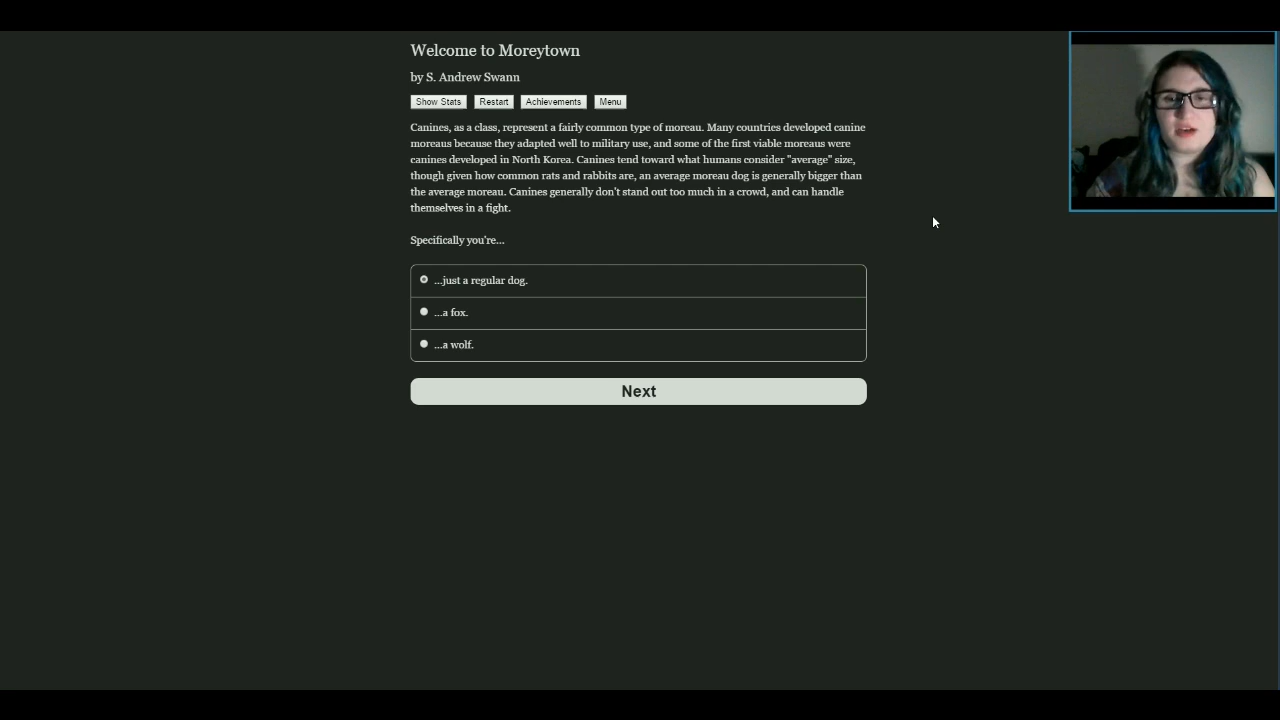 Welcome to Moreytown
by S. Andrew Swann
Show Stats Restart Achievements Menu
Canines, as a class, represent a fairly common type of moreau. Many countries developed canine
moreaus because they adapted well to military use, and some of the first viable moreaus were
canines developed in North Korea. Canines tend toward what humans consider "average" size,
though given how common rats and rabbits are, an average moreau dog is generally bigger than
the average moreau. Canines generally don't stand out too much in a crowd, and can handle
themselves in a fight.
Specifically you're...
...just a regular dog.
...a fox.
...a wolf.
Next